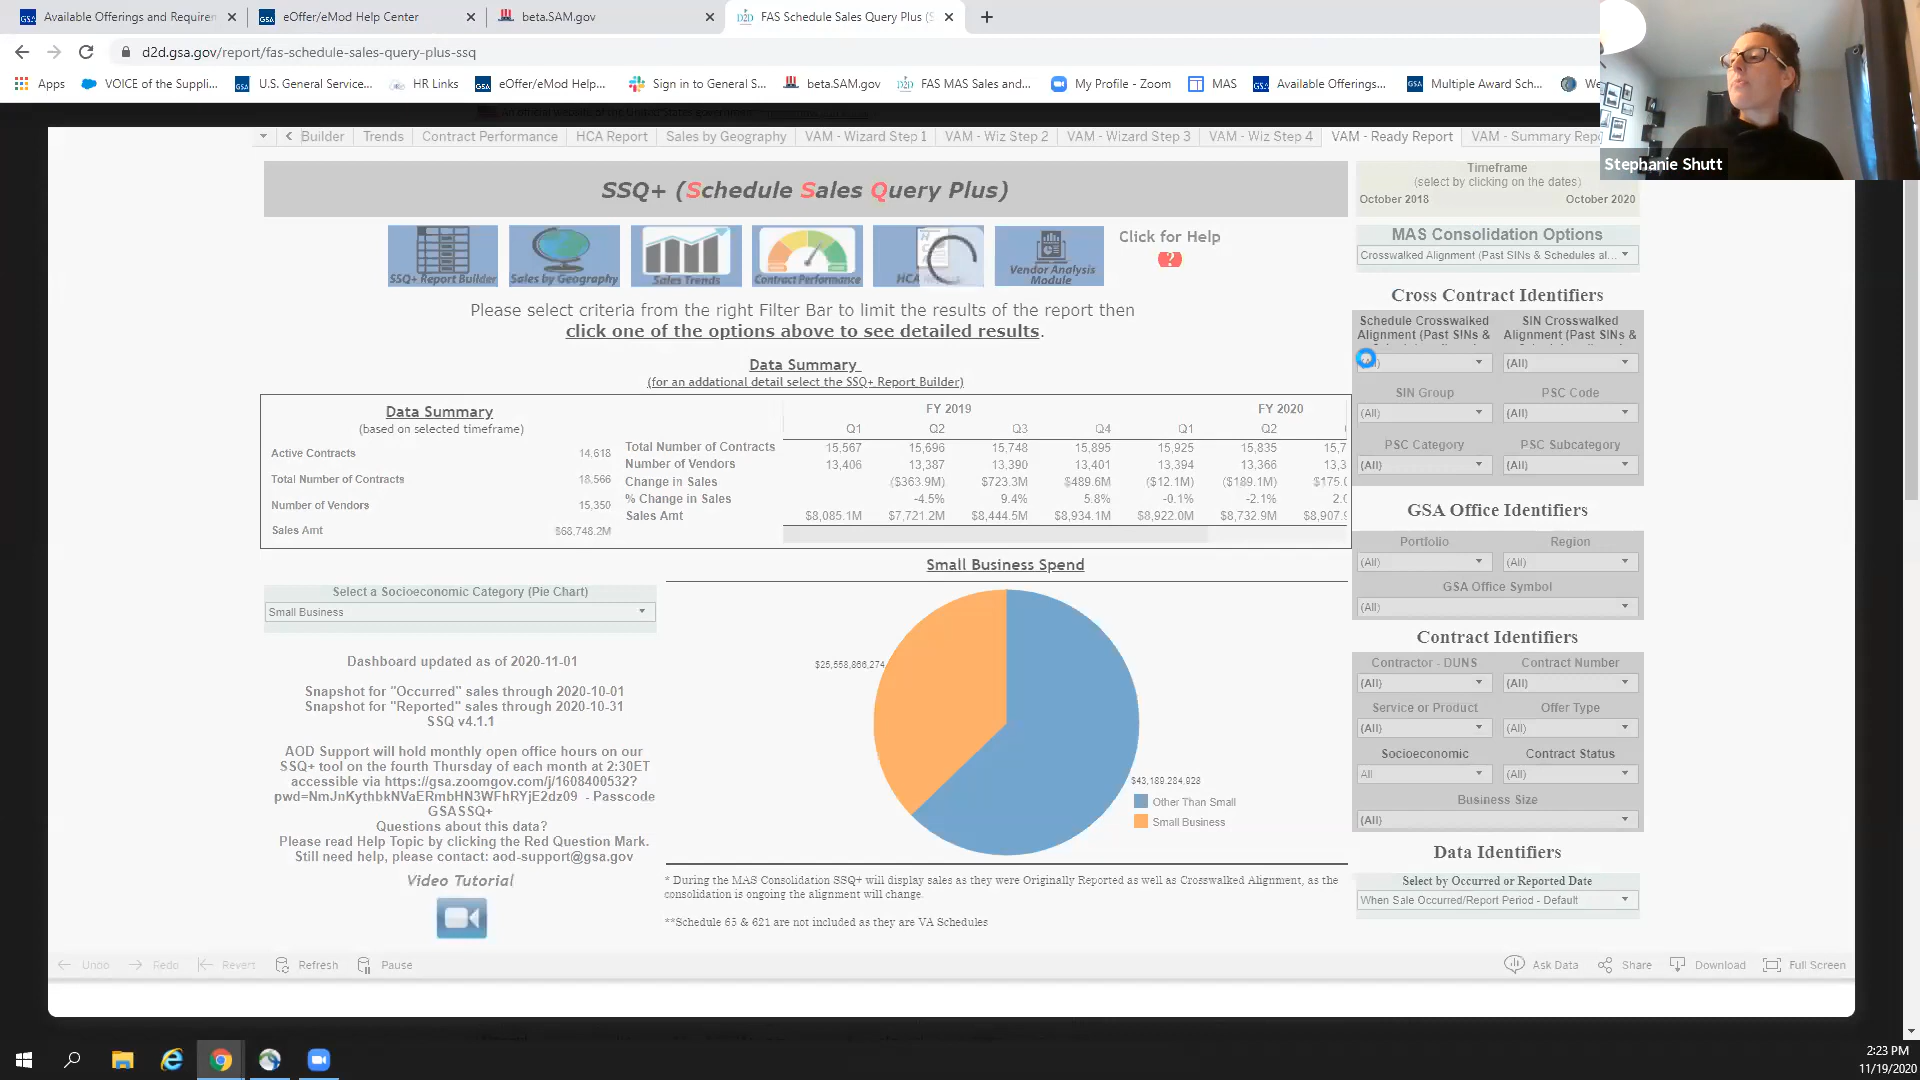 Available Offerings and Requirem
eOffer/eMod Help Center
beta.SAM.gov
FAS Schedule Sales Query Plus (S
d2d.gsa.gov/report/fas-schedule-sales-query-plus-ssq
Apps
VOICE of the Suppli...
U.S. General Service...
HR Links
eOffer/eMod Help...
Sign in to General S...
beta.SAM.gov
FAS MAS Sales and...
My Profile - Zoom
MAS
Available Offerings...
Multiple Award Sch...
We
Stephanie Shutt
Builder
Trends
Contract Performance
HCA Report
Sales by Geography
VAM - Wizard Step 1
VAM - Wiz Step 2
VAM - Wizard Step 3
VAM - Wiz Step 4
VAM - Ready Report
VAM - Summary Repo
SSQ+ (Schedule Sales Query Plus)
SSQ+ Report Builder
Sales by Geography
Sales Trends
Contract Performance
HCA
Vendor Analysis Module
Click for Help
?
Please select criteria from the right Filter Bar to limit the results of the report then
click one of the options above to see detailed results.
Data Summary
(for an addational detail select the SSQ+ Report Builder)
Data Summary
(based on selected timeframe)
Active Contracts 14,618
Total Number of Contracts 18,566
Number of Vendors 15,350
Sales Amt $68,748.2M
FY 2019 FY 2020
Q1 Q2 Q3 Q4 Q1 Q2
Total Number of Contracts 15,567 15,696 15,748 15,895 15,925 15,835 15,7
Number of Vendors 13,406 13,387 13,390 13,401 13,394 13,366 13,3
Change in Sales ($363.9M) $723.3M $489.6M ($12.1M) ($189.1M) $175.0
% Change in Sales -4.5% 9.4% 5.8% -0.1% -2.1% 2.0
Sales Amt $8,085.1M $7,721.2M $8,444.5M $8,934.1M $8,922.0M $8,732.9M $8,907.9
Select a Socioeconomic Category (Pie Chart)
Small Business
Dashboard updated as of 2020-11-01
Snapshot for "Occurred" sales through 2020-10-01
Snapshot for "Reported" sales through 2020-10-31
SSQ v4.1.1
AOD Support will hold monthly open office hours on our
SSQ+ tool on the fourth Thursday of each month at 2:30ET
accessible via https://gsa.zoomgov.com/j/1608400532?
pwd=NmJnKythbkNVaERmbHN3WFhRYjE2dz09 - Passcode
GSASSQ+
Questions about this data?
Please read Help Topic by clicking the Red Question Mark.
Still need help, please contact: aod-support@gsa.gov
Video Tutorial
Small Business Spend
$25,558,866,274
$43,189,284,928
Other Than Small
Small Business
* During the MAS Consolidation SSQ+ will display sales as they were Originally Reported as well as Crosswalked Alignment, as the
consolidation is ongoing the alignment will change.
**Schedule 65 & 621 are not included as they are VA Schedules
Timeframe
(select by clicking on the dates)
October 2018 October 2020
MAS Consolidation Options
Crosswalked Alignment (Past SINs & Schedules al...
Cross Contract Identifiers
Schedule Crosswalked SIN Crosswalked
Alignment (Past SINs & Alignment (Past SINs &
(All)
SIN Group PSC Code
(All) (All)
PSC Category PSC Subcategory
(All) (All)
GSA Office Identifiers
Portfolio Region
(All) (All)
GSA Office Symbol
(All)
Contract Identifiers
Contractor - DUNS Contract Number
(All) (All)
Service or Product Offer Type
(All) (All)
Socioeconomic Contract Status
All (All)
Business Size
(All)
Data Identifiers
Select by Occurred or Reported Date
When Sale Occurred/Report Period - Default
Undo
Redo
Revert
Refresh
Pause
Ask Data
Share
Download
Full Screen
2:23 PM
11/19/2020